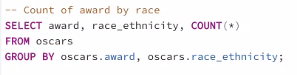 -- Count of award by race
SELECT award, race_ethnicity, COUNT(*)
FROM oscars
GROUP BY oscars.award, oscars.race_ethnicity;